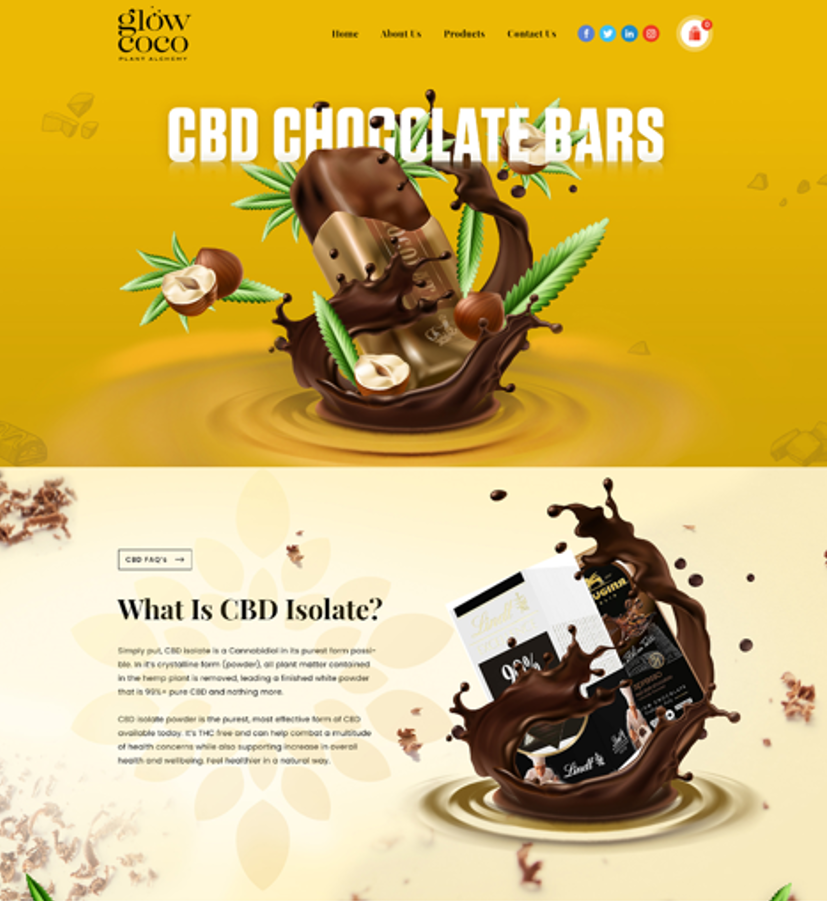 glow
coco
PLANT ALCHEMY
Home About Us Products Contact Us
0
CBD CHOCOLATE BARS
CBD FAQ's →
What Is CBD Isolate?
Simply put, CBD isolate is a Cannabidiol in its purest form possi-
ble. In it's crystalline form (powder), all plant matter contained
in the hemp plant is removed, leading a finished white powder
that is 99%+ pure CBD and nothing more.
CBD isolate powder is the purest, most effective form of CBD
available today. It's THC free and can help combat a multitude
of health concerns while also supporting increase in overall
health and wellbeing. Feel healthier in a natural way.
Lindt
Lindt